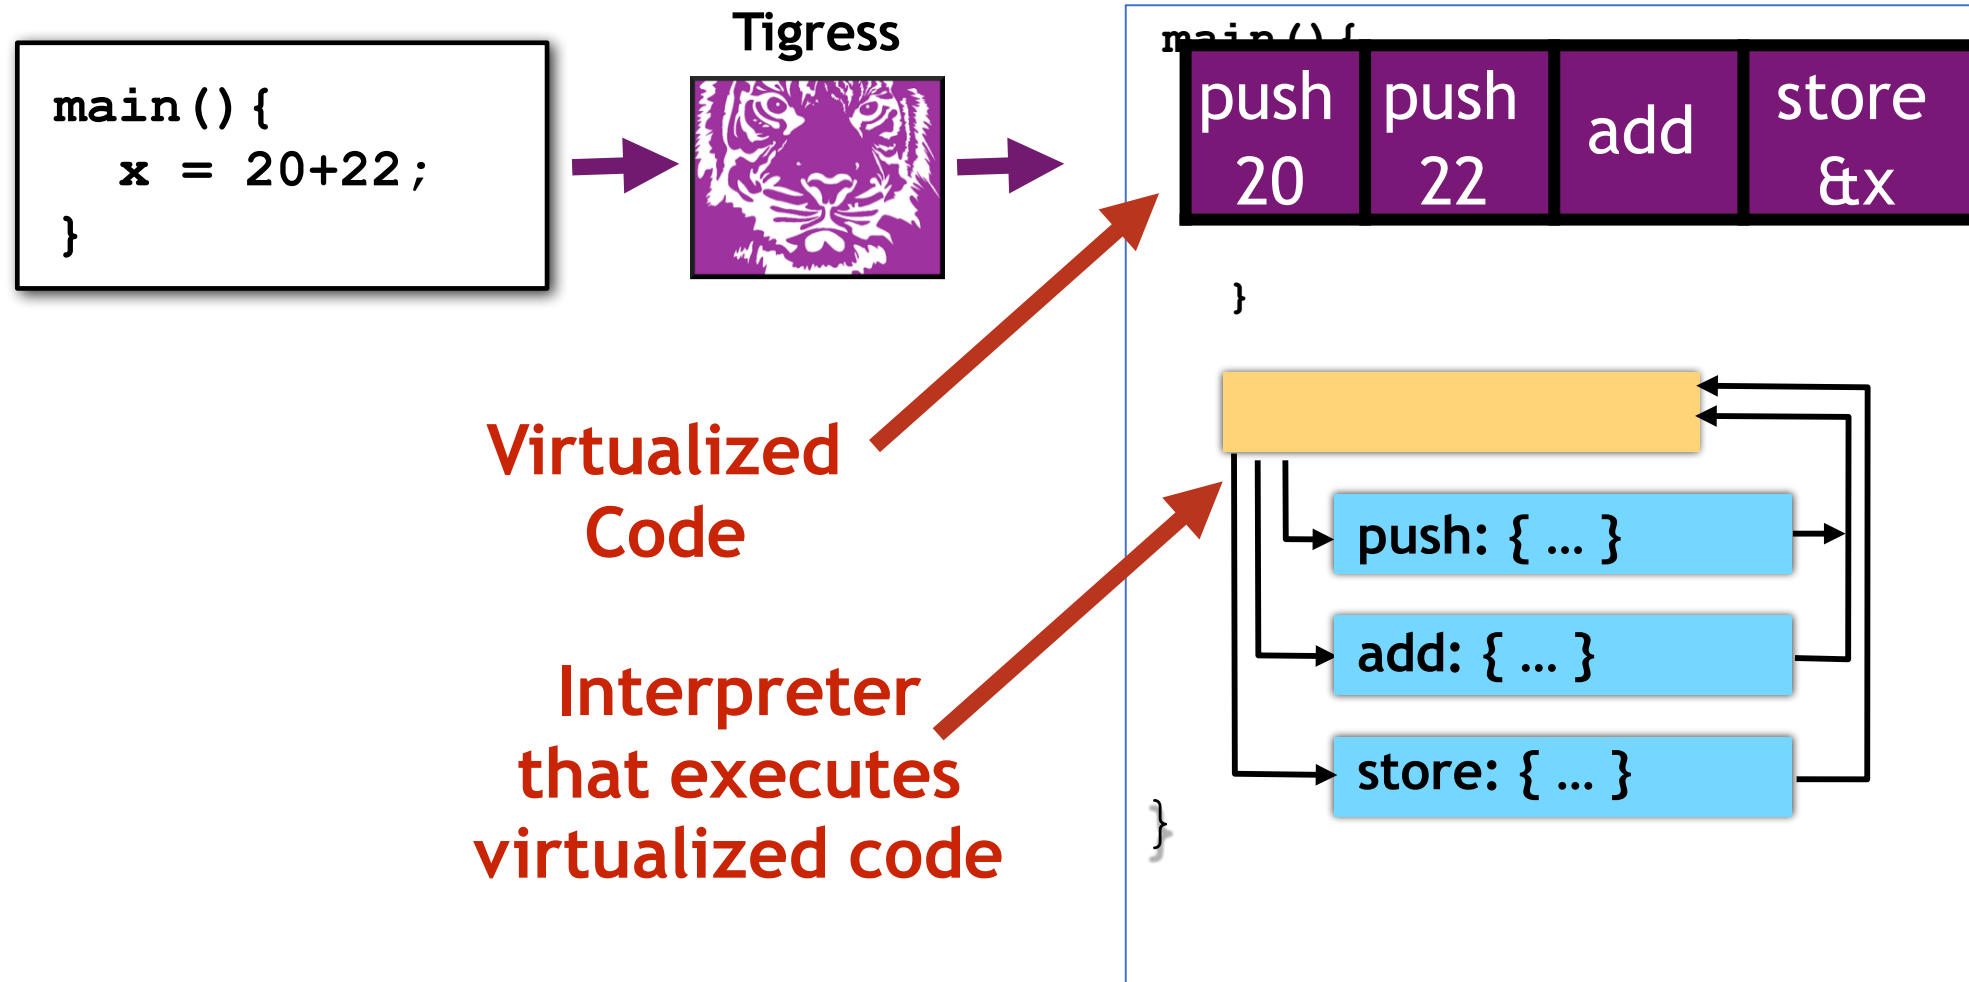 Tigress
main(){
x = 20+22;
}
main(){
push
20
push
22
add
store
&x
}
Virtualized
Code
push: { ... }
add: { ... }
Interpreter
that executes
virtualized code
store: { ... }
}